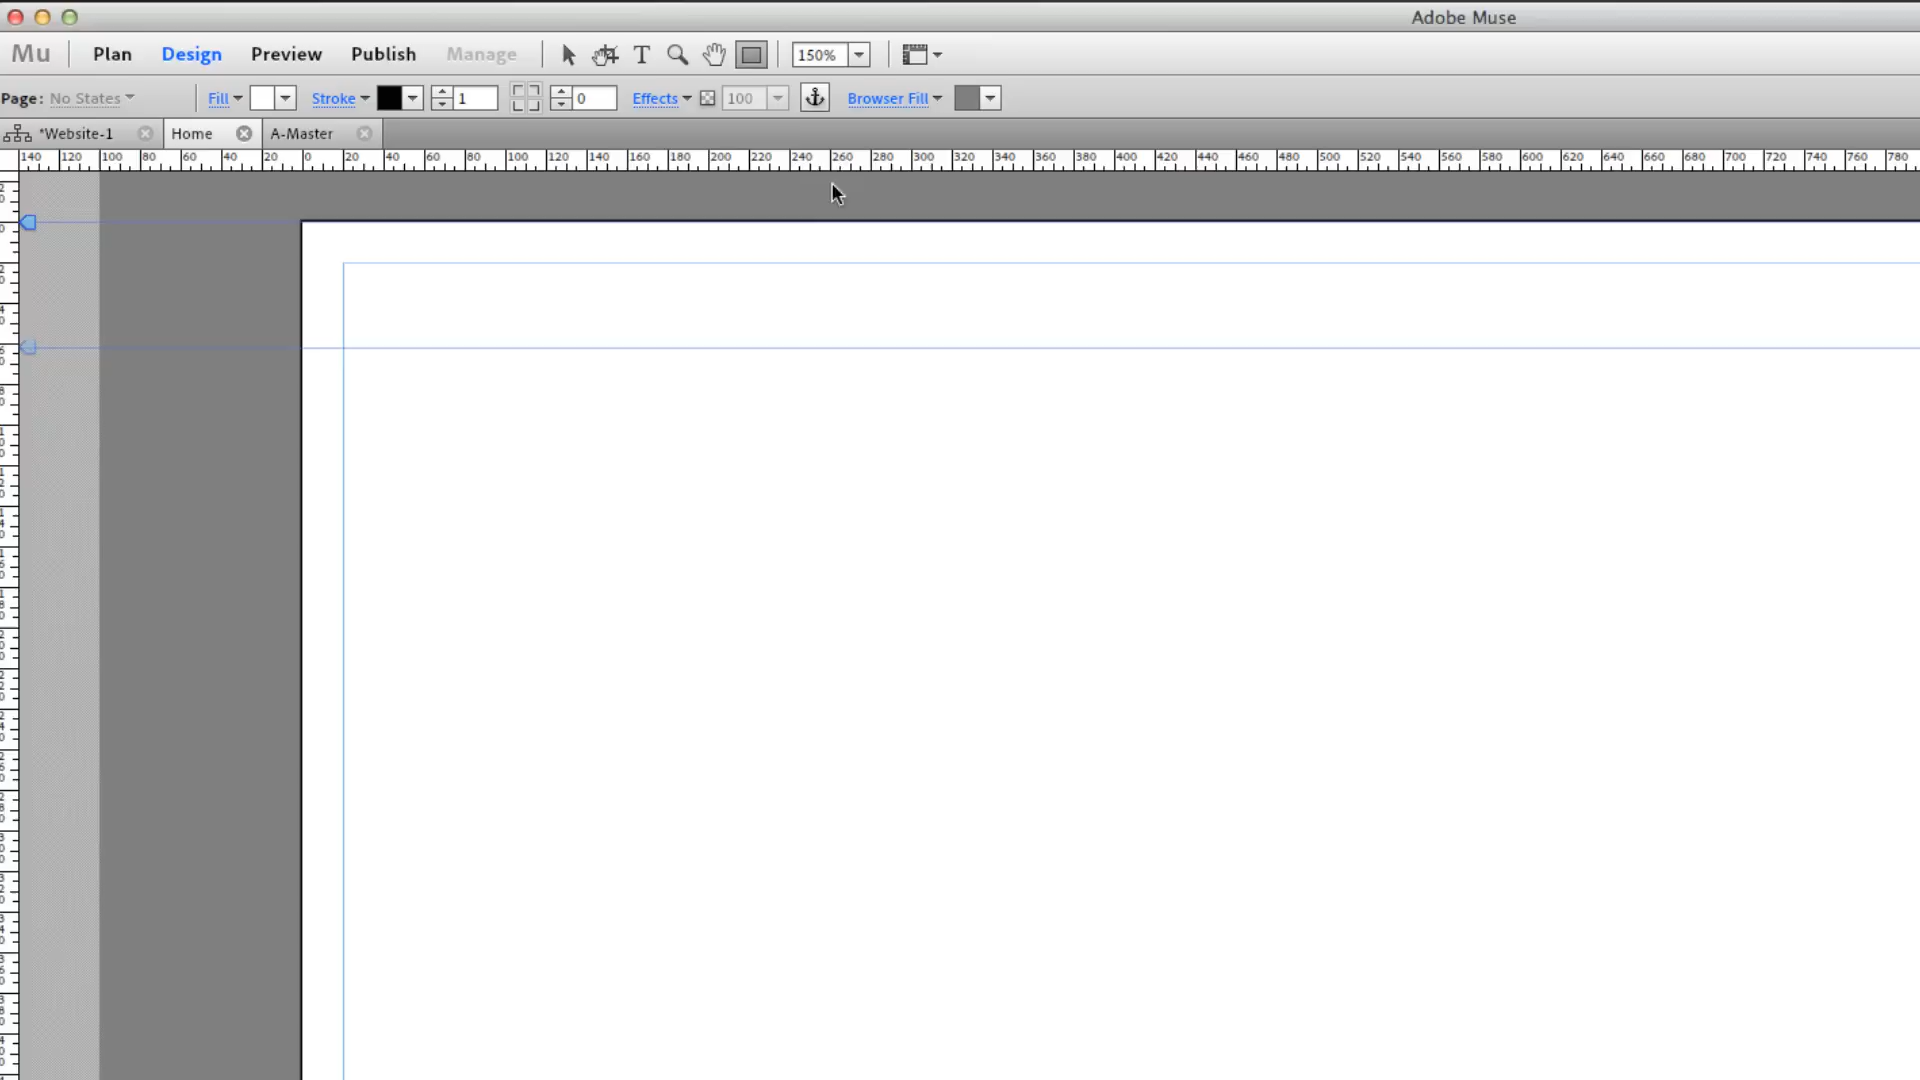 Adobe Muse
Mu Plan Design Preview Publish Manage T 150%
Page: No States Fill Stroke 1 0 Effects 100 Browser Fill
*Website-1 Home A-Master
140 120 100 80 60 40 20 0 20 40 60 80 100 120 140 160 180 200 220 240 260 280 300 320 340 360 380 400 420 440 460 480 500 520 540 560 580 600 620 640 660 680 700 720 740 760 780